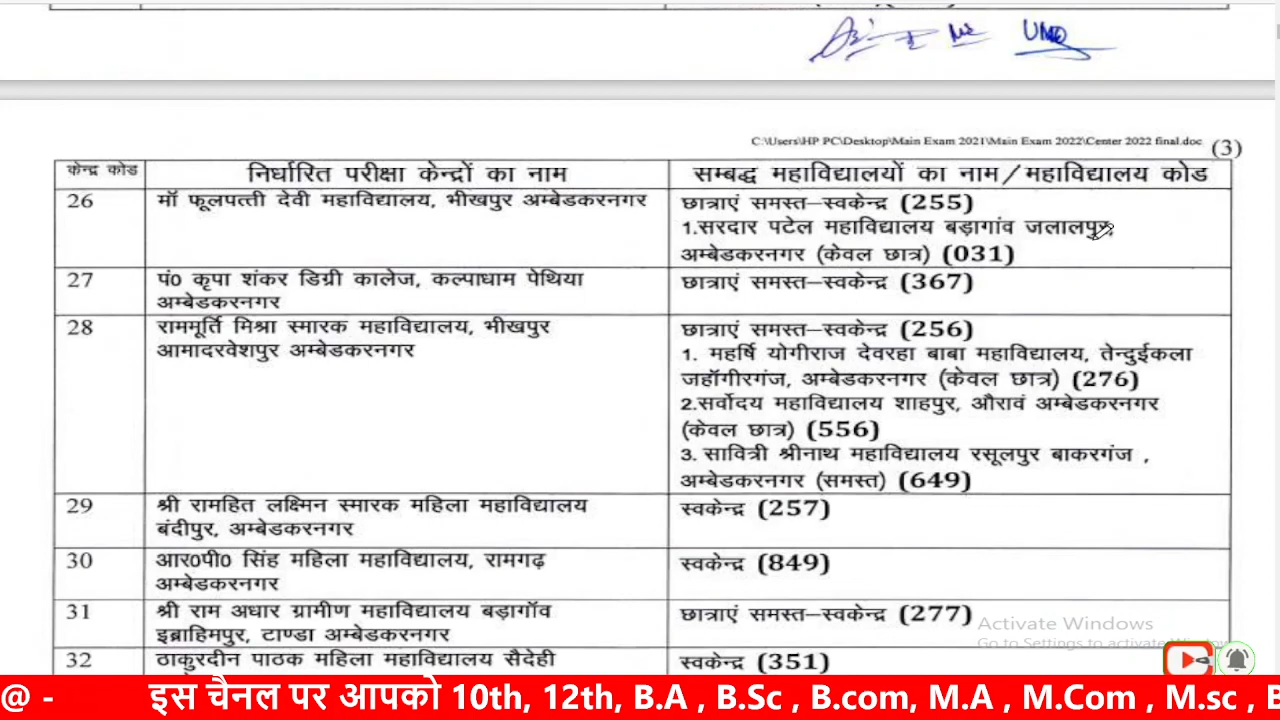 UMO
C:\Users\HP PC\Desktop\Main Exam 2021\Main Exam 2022\Center 2022 final.doc (3)
केन्द्र कोड निर्धारित परीक्षा केन्द्रों का नाम सम्बद्ध महाविद्यालयों का नाम/महाविद्यालय कोड
26 मॉ फूलपत्ती देवी महाविद्यालय, भीखपुर अम्बेडकरनगर छात्राएं समस्त–स्वकेन्द्र (255)
1.सरदार पटेल महाविद्यालय बड़ागांव जलालपुर,
अम्बेडकरनगर (केवल छात्र) (031)
27 पं0 कृपा शंकर डिग्री कालेज, कल्पाधाम पेथिया छात्राएं समस्त–स्वकेन्द्र (367)
अम्बेडकरनगर
28 राममूर्ति मिश्रा स्मारक महाविद्यालय, भीखपुर छात्राएं समस्त–स्वकेन्द्र (256)
आमादरवेशपुर अम्बेडकरनगर 1. महर्षि योगीराज देवरहा बाबा महाविद्यालय, तेन्दुईकला
जहॉगीरगंज, अम्बेडकरनगर (केवल छात्र) (276)
2.सर्वोदय महाविद्यालय शाहपुर, औरावं अम्बेडकरनगर
(केवल छात्र) (556)
3. सावित्री श्रीनाथ महाविद्यालय रसूलपुर बाकरगंज ,
अम्बेडकरनगर (समस्त) (649)
29 श्री रामहित लक्ष्मिन स्मारक महिला महाविद्यालय स्वकेन्द्र (257)
बंदीपुर, अम्बेडकरनगर
30 आर0पी0 सिंह महिला महाविद्यालय, रामगढ़ स्वकेन्द्र (849)
अम्बेडकरनगर
31 श्री राम अधार ग्रामीण महाविद्यालय बड़ागॉव छात्राएं समस्त–स्वकेन्द्र (277)
इब्राहिमपुर, टाण्डा अम्बेडकरनगर
Activate Windows
Go to Settings to activate Windows
32 ठाकुरदीन पाठक महिला महाविद्यालय सैदेही स्वकेन्द्र (351)
@ - इस चैनल पर आपको 10th, 12th, B.A , B.Sc , B.com, M.A , M.Com , M.sc , B